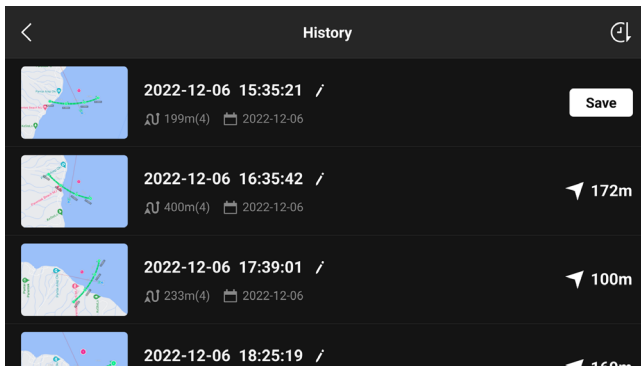 History
2022-12-06 15:35:21
199m(4) 2022-12-06
Save
2022-12-06 16:35:42
400m(4) 2022-12-06
172m
2022-12-06 17:39:01
233m(4) 2022-12-06
100m
2022-12-06 18:25:19